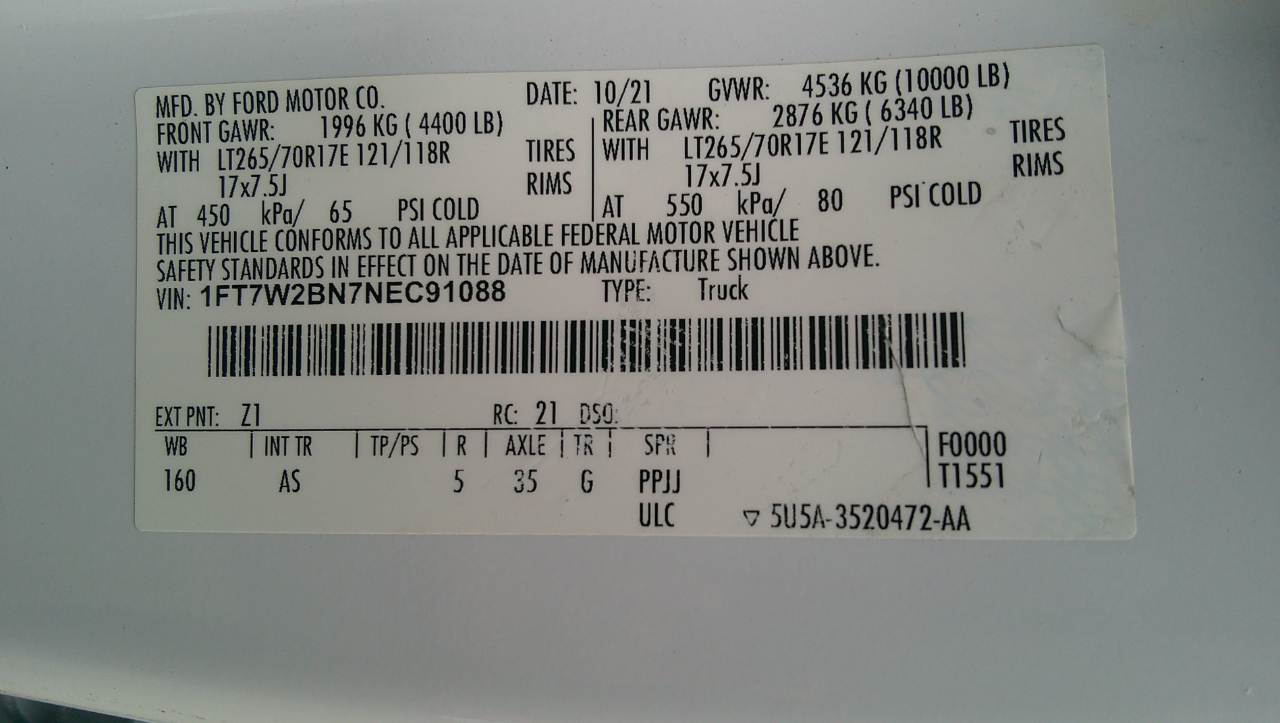 MFD. BY FORD MOTOR CO. DATE: 10/21 GVWR: 4536 KG (10000 LB)
FRONT GAWR: 1996 KG ( 4400 LB) REAR GAWR: 2876 KG ( 6340 LB)
WITH LT265/70R17E 121/118R TIRES WITH LT265/70R17E 121/118R TIRES
17x7.5J RIMS 17x7.5J RIMS
AT 450 kPa/ 65 PSI COLD AT 550 kPa/ 80 PSI COLD
THIS VEHICLE CONFORMS TO ALL APPLICABLE FEDERAL MOTOR VEHICLE
SAFETY STANDARDS IN EFFECT ON THE DATE OF MANUFACTURE SHOWN ABOVE.
VIN: 1FT7W2BN7NEC91088 TYPE: Truck
EXT PNT: Z1 RC: 21 DSO:
WB INT TR TP/PS R AXLE TR SPR F0000
160 AS 5 35 G PPJJ T1551
ULC ▽ 5U5A-3520472-AA